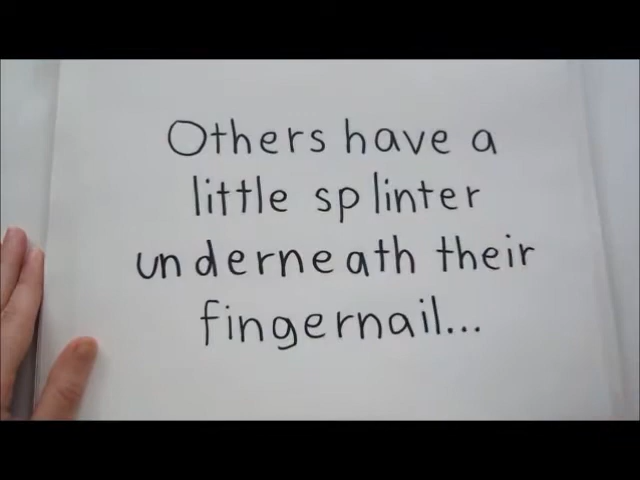 Others have a
little splinter
underneath their
fingernail...